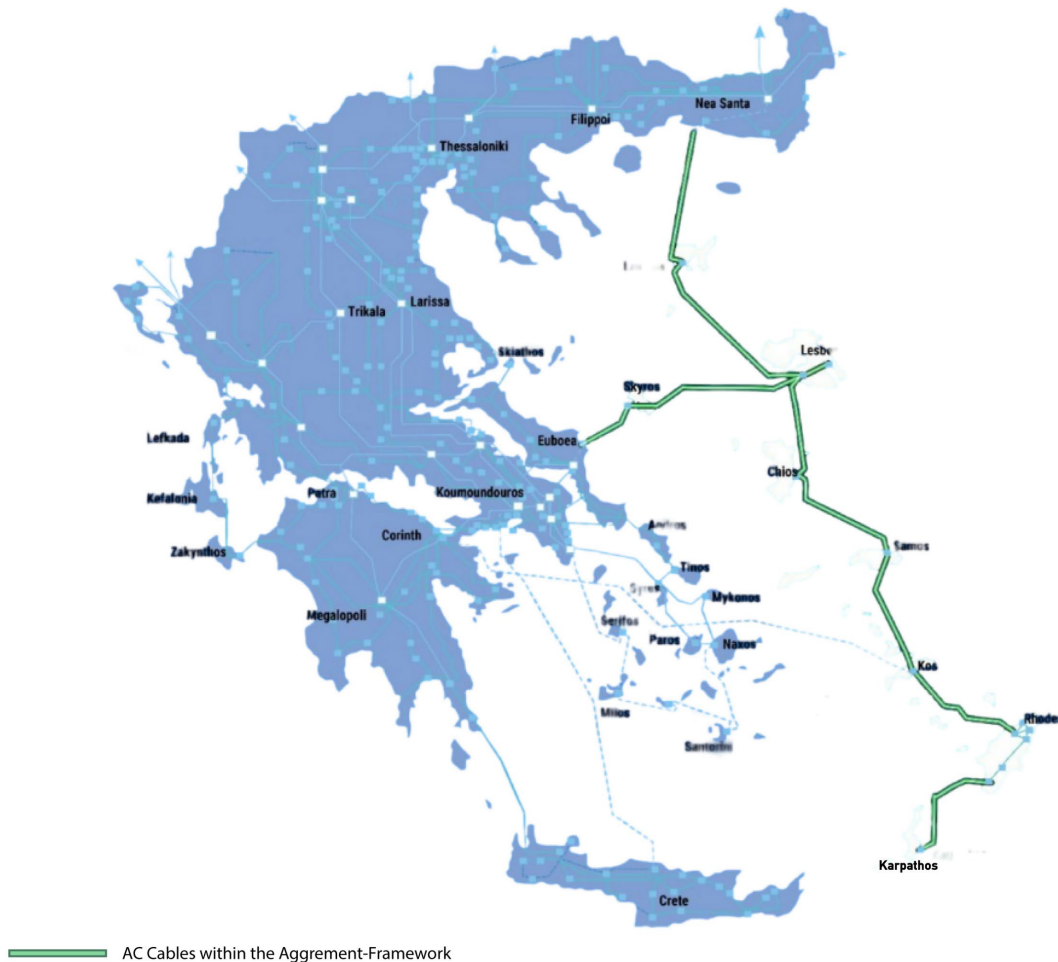 Nea Santa
Filippoi
Thessaloniki
Larissa
Trikala
Lesbo
Skiathos
Skyros
Lefkada
Euboea
Chios
Kefalonia
Petra
Koumoundouros
Corinth
Andros
Zakynthos
Samos
Tinos
Syros
Mykonos
Megalopoli
Serifos
Paros
Naxos
Kos
Milos
Rhodes
Santorini
Karpathos
Crete
AC Cables within the Aggrement-Framework